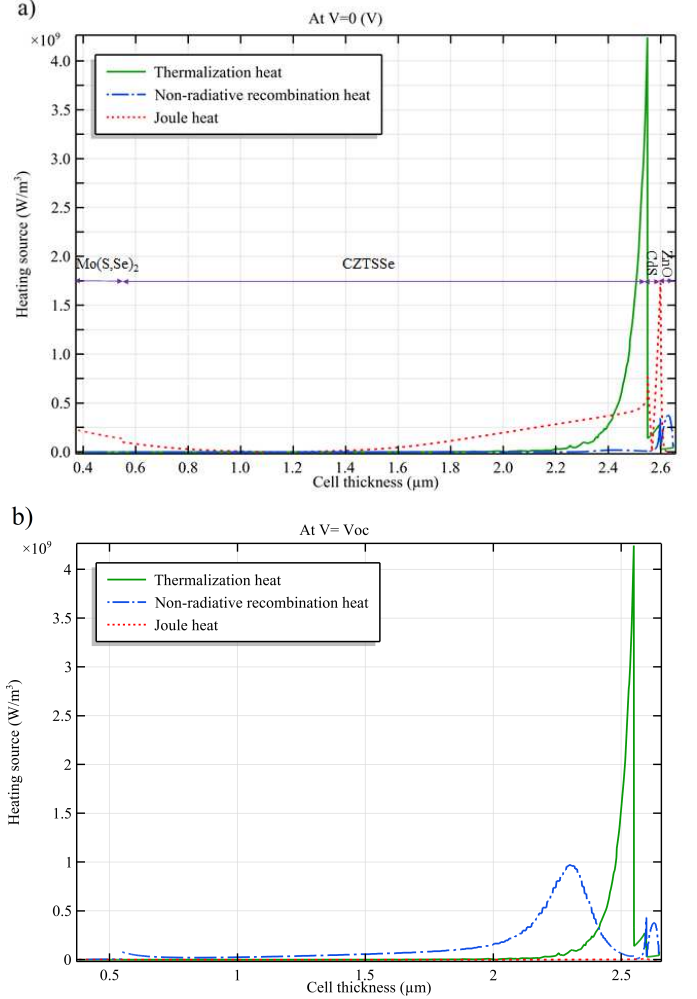 a)
At V=0 (V)
×10⁹
Thermalization heat
Non-radiative recombination heat
Joule heat
4.0
3.5
3.0
2.5
2.0
1.5
1.0
0.5
0.0
Heating source (W/m³)
Mo(S,Se)₂
CZTSSe
CdS
ZnO
0.4 0.6 0.8 1.0 1.2 1.4 1.6 1.8 2.0 2.2 2.4 2.6
Cell thickness (µm)
b)
At V= Voc
×10⁹
Thermalization heat
Non-radiative recombination heat
Joule heat
4
3.5
3
2.5
2
1.5
1
0.5
0
Heating source (W/m³)
0.5 1 1.5 2 2.5
Cell thickness (µm)